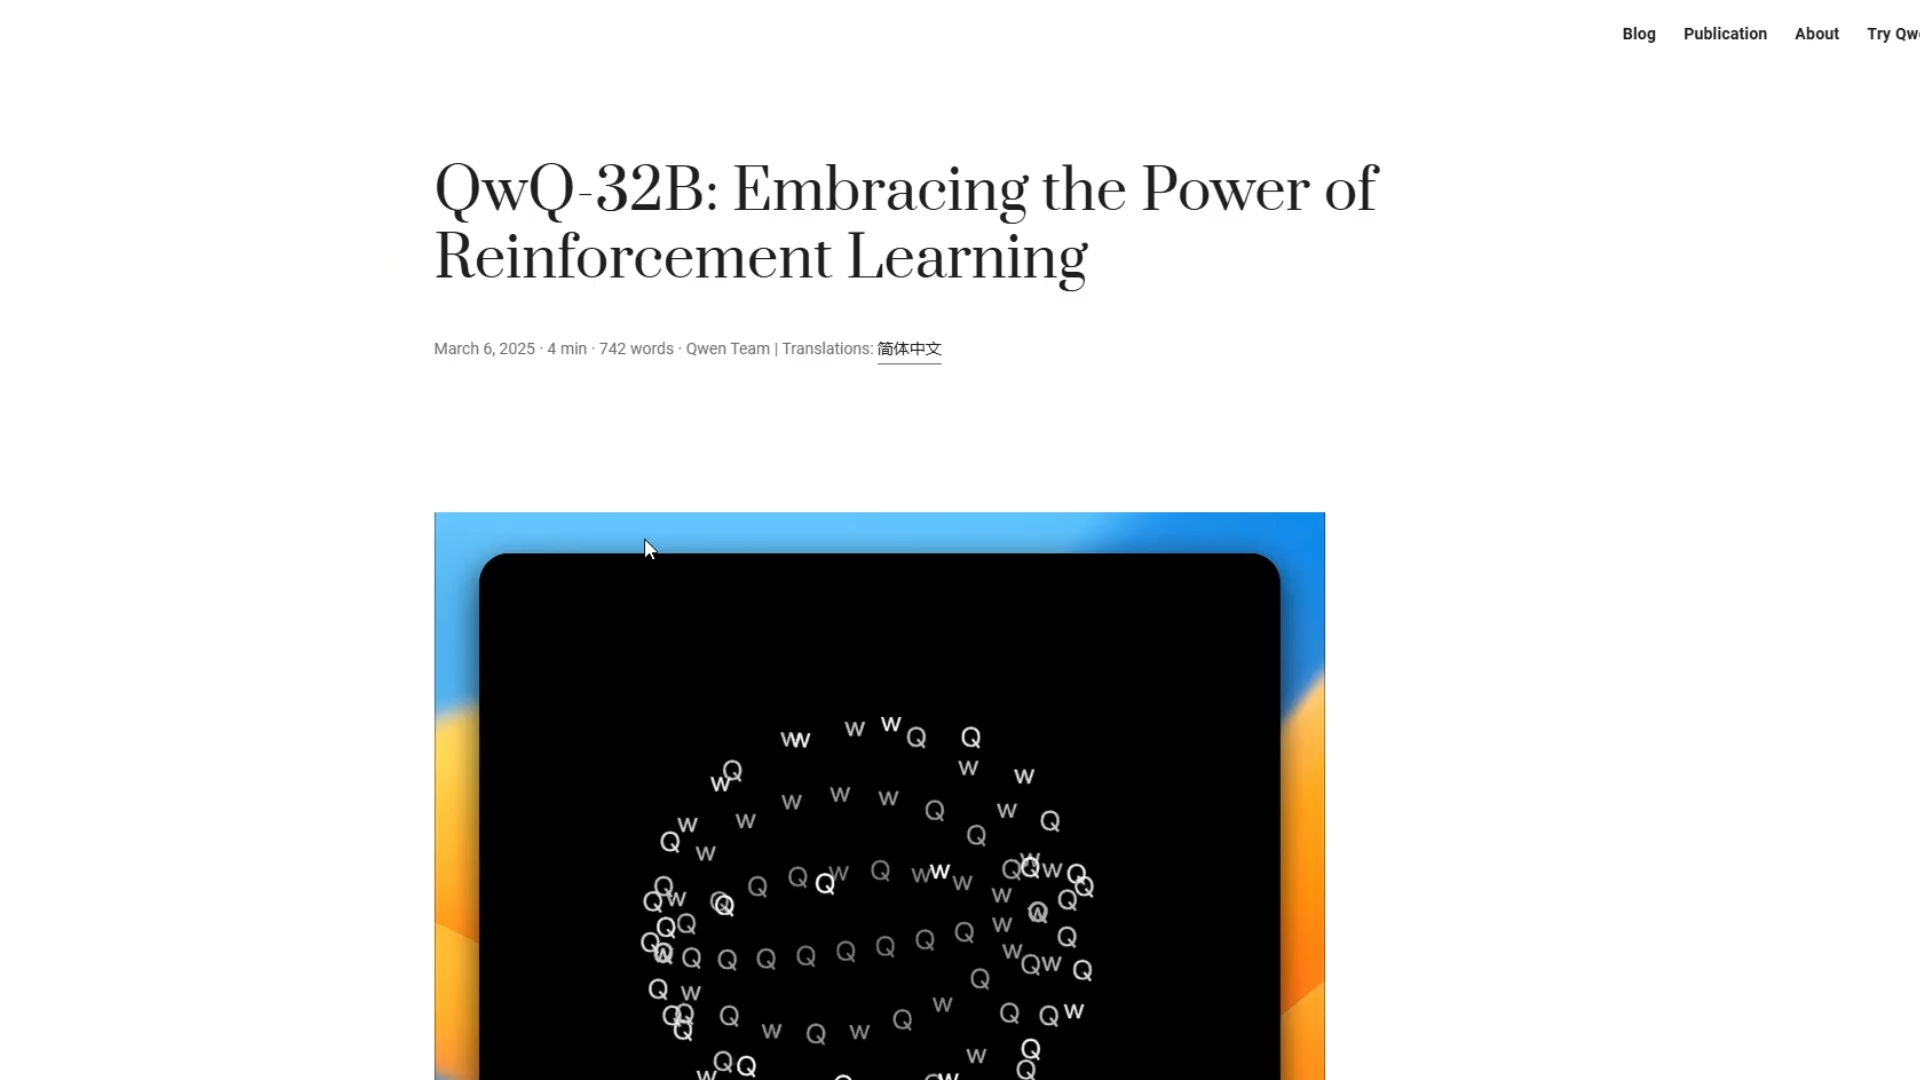 Blog Publication About Try Qw
QwQ-32B: Embracing the Power of
Reinforcement Learning
March 6, 2025 · 4 min · 742 words · Qwen Team | Translations: 简体中文